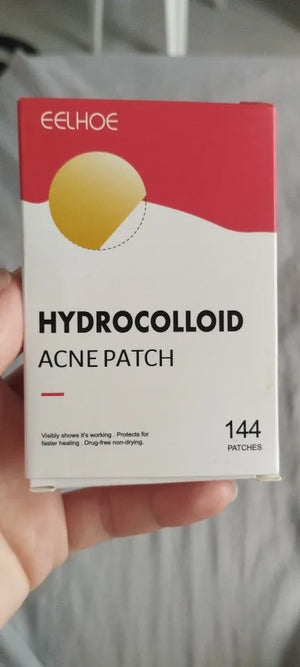 EELHOE
HYDROCOLLOID
ACNE PATCH
Visibly shows it's working . Protects for
faster healing . Drug-free non-drying.
144
PATCHES